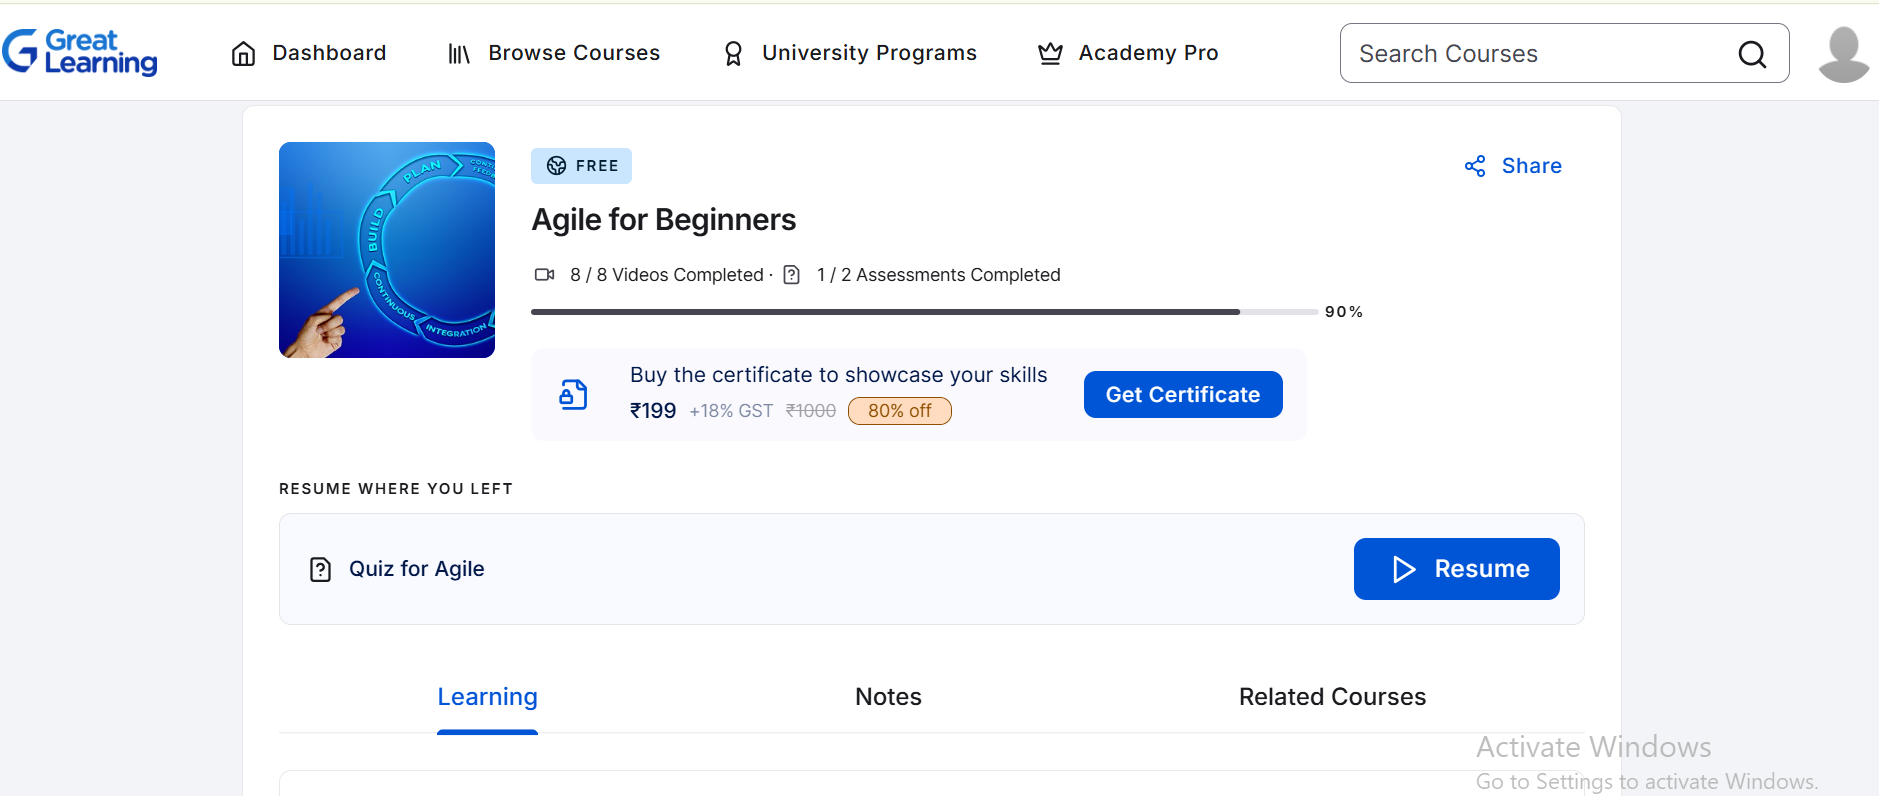 Great
Learning
Dashboard
Browse Courses
University Programs
Academy Pro
Search Courses
PLAN
BUILD
CONTINUOUS
INTEGRATION
FREE
Share
Agile for Beginners
8 / 8 Videos Completed · 1 / 2 Assessments Completed
90%
Buy the certificate to showcase your skills
₹199 +18% GST ₹1000 80% off
Get Certificate
RESUME WHERE YOU LEFT
Quiz for Agile
Resume
Learning
Notes
Related Courses
Activate Windows
Go to Settings to activate Windows.